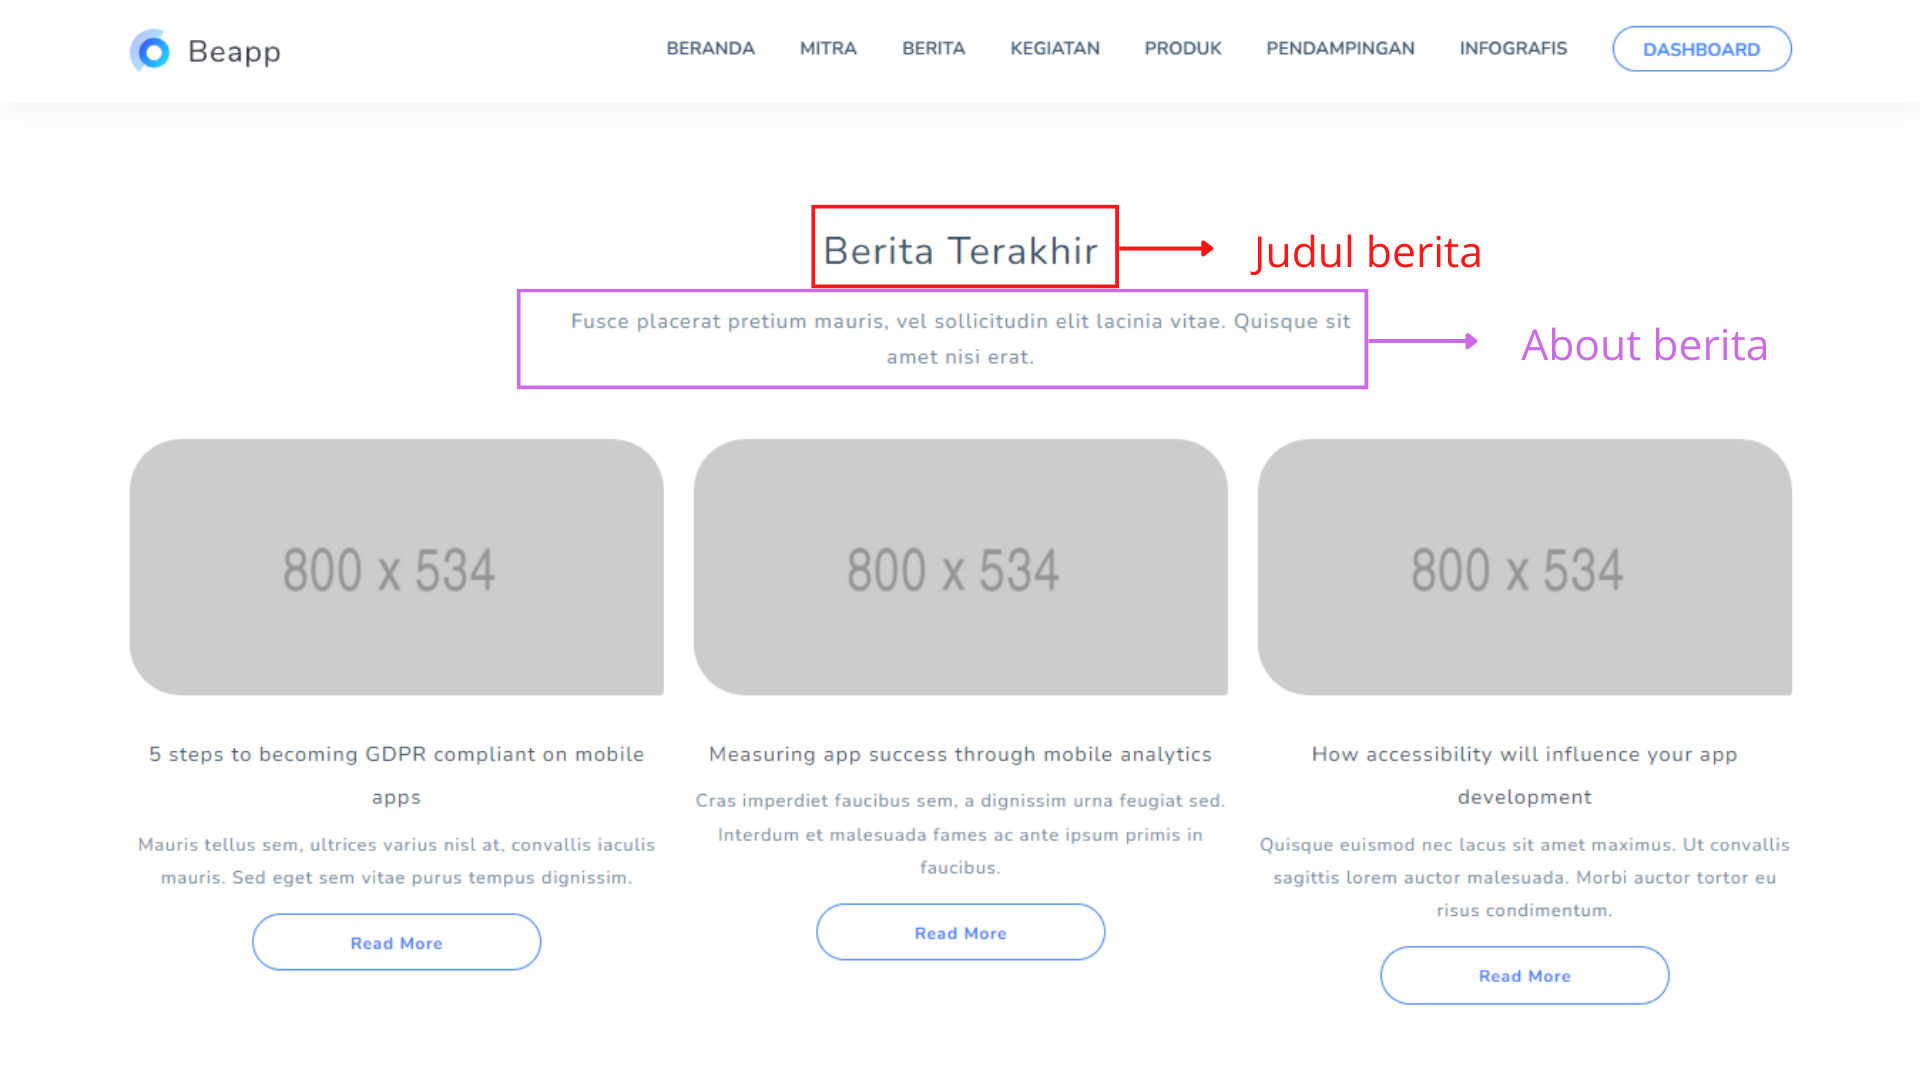 Beapp
BERANDA MITRA BERITA KEGIATAN PRODUK PENDAMPINGAN INFOGRAFIS DASHBOARD
Berita Terakhir
Judul berita
Fusce placerat pretium mauris, vel sollicitudin elit lacinia vitae. Quisque sit
amet nisi erat.
About berita
800 x 534
800 x 534
800 x 534
5 steps to becoming GDPR compliant on mobile
apps
Mauris tellus sem, ultrices varius nisl at, convallis iaculis
mauris. Sed eget sem vitae purus tempus dignissim.
Read More
Measuring app success through mobile analytics
Cras imperdiet faucibus sem, a dignissim urna feugiat sed.
Interdum et malesuada fames ac ante ipsum primis in
faucibus.
Read More
How accessibility will influence your app
development
Quisque euismod nec lacus sit amet maximus. Ut convallis
sagittis lorem auctor malesuada. Morbi auctor tortor eu
risus condimentum.
Read More